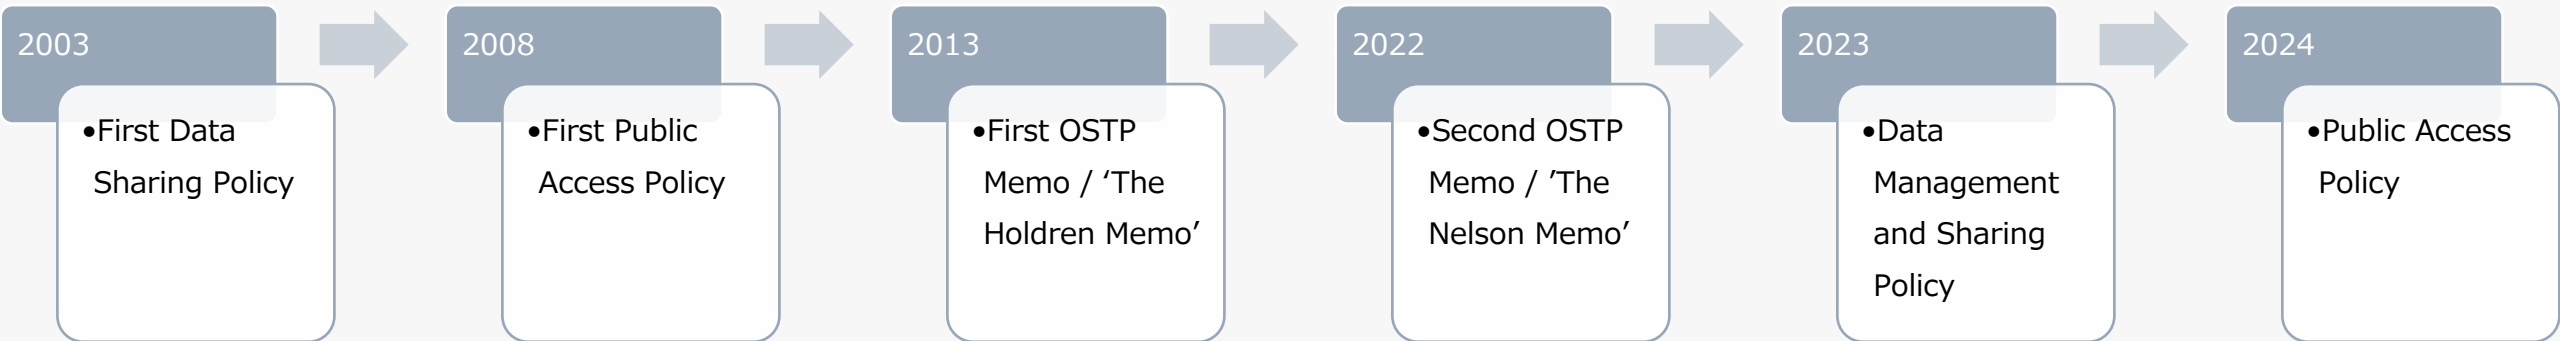 2003
•First Data
Sharing Policy
2008
•First Public
Access Policy
2013
•First OSTP
Memo / ‘The
Holdren Memo’
2022
•Second OSTP
Memo / ’The
Nelson Memo’
2023
•Data
Management
and Sharing
Policy
2024
•Public Access
Policy